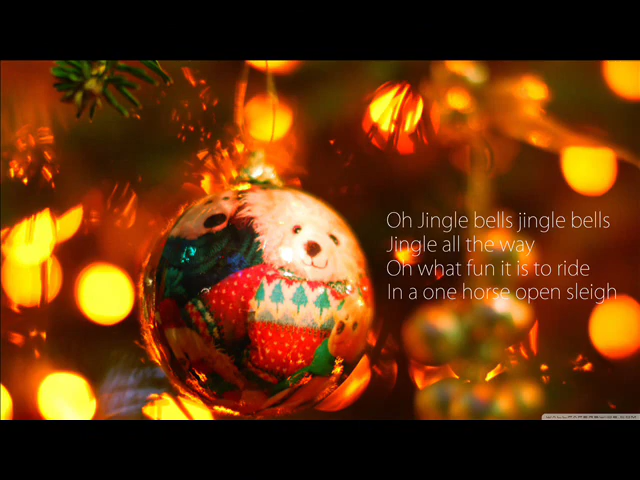 Oh Jingle bells jingle bells
Jingle all the way
Oh what fun it is to ride
In a one horse open sleigh